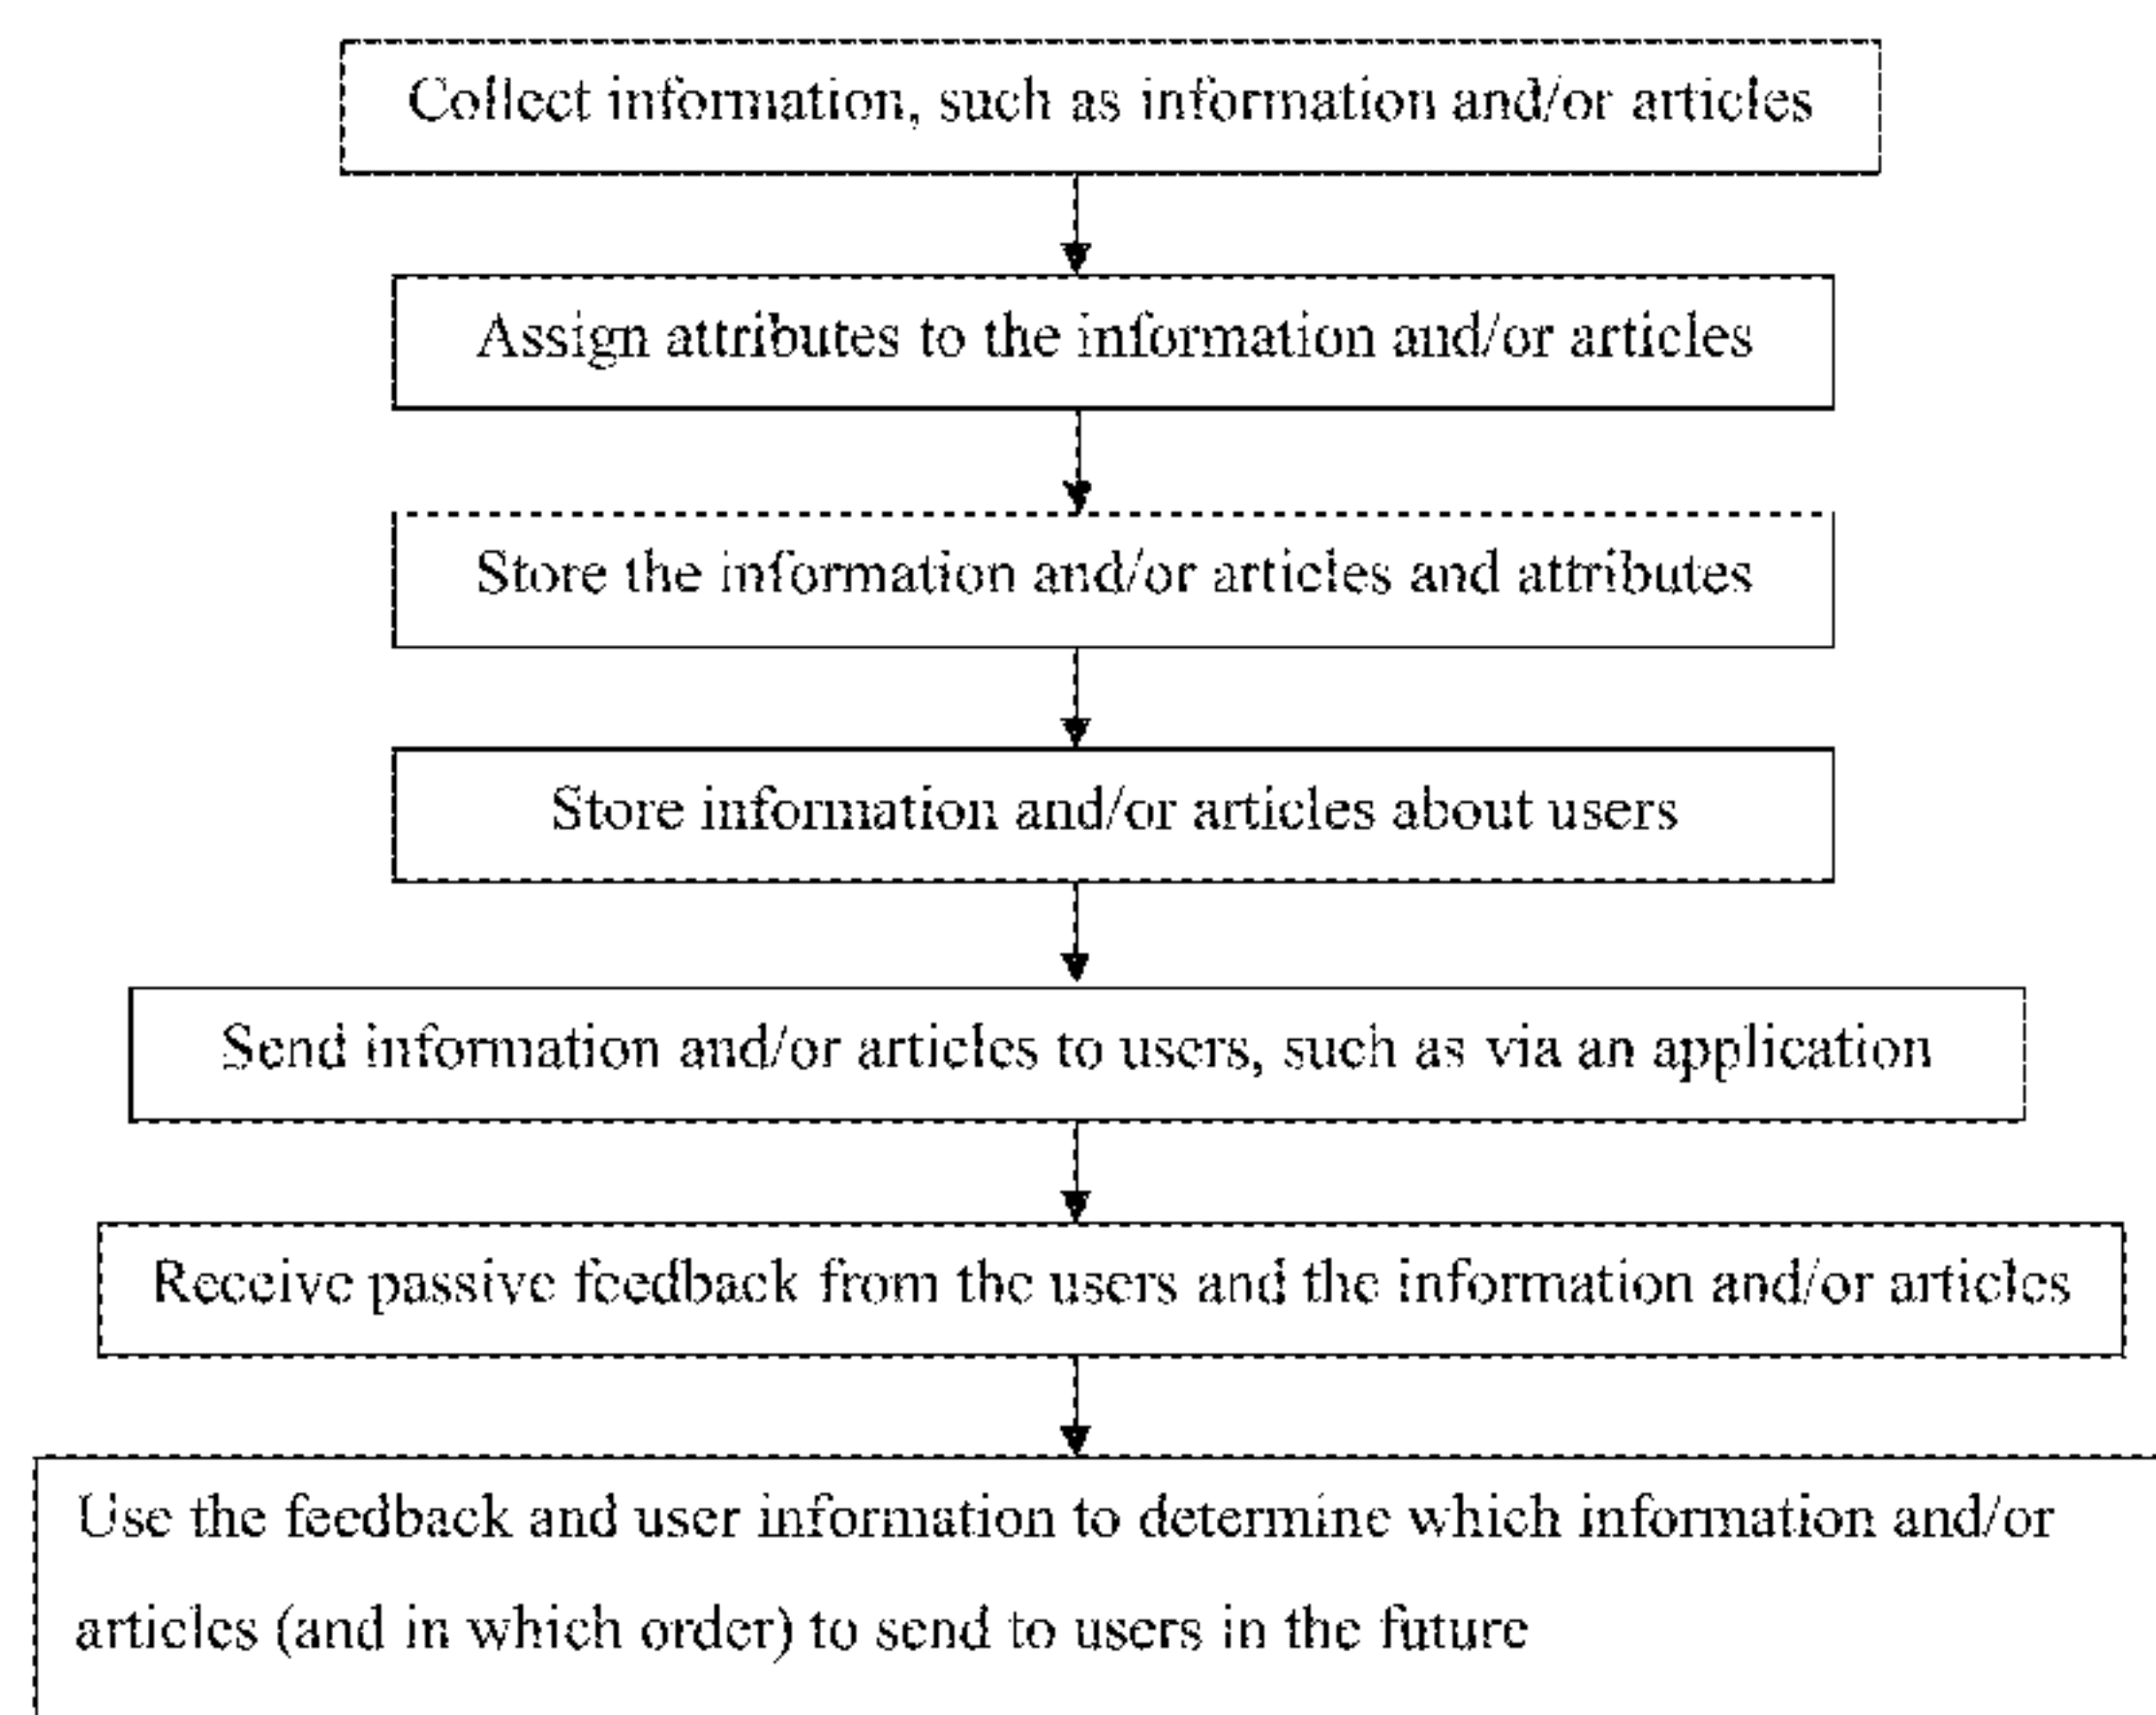 Collect information, such as information and/or articles
Assign attributes to the information and/or articles
Store the information and/or articles and attributes
Store information and/or articles about users
Send information and/or articles to users, such as via an application
Receive passive feedback from the users and the information and/or articles
Use the feedback and user information to determine which information and/or
articles (and in which order) to send to users in the future